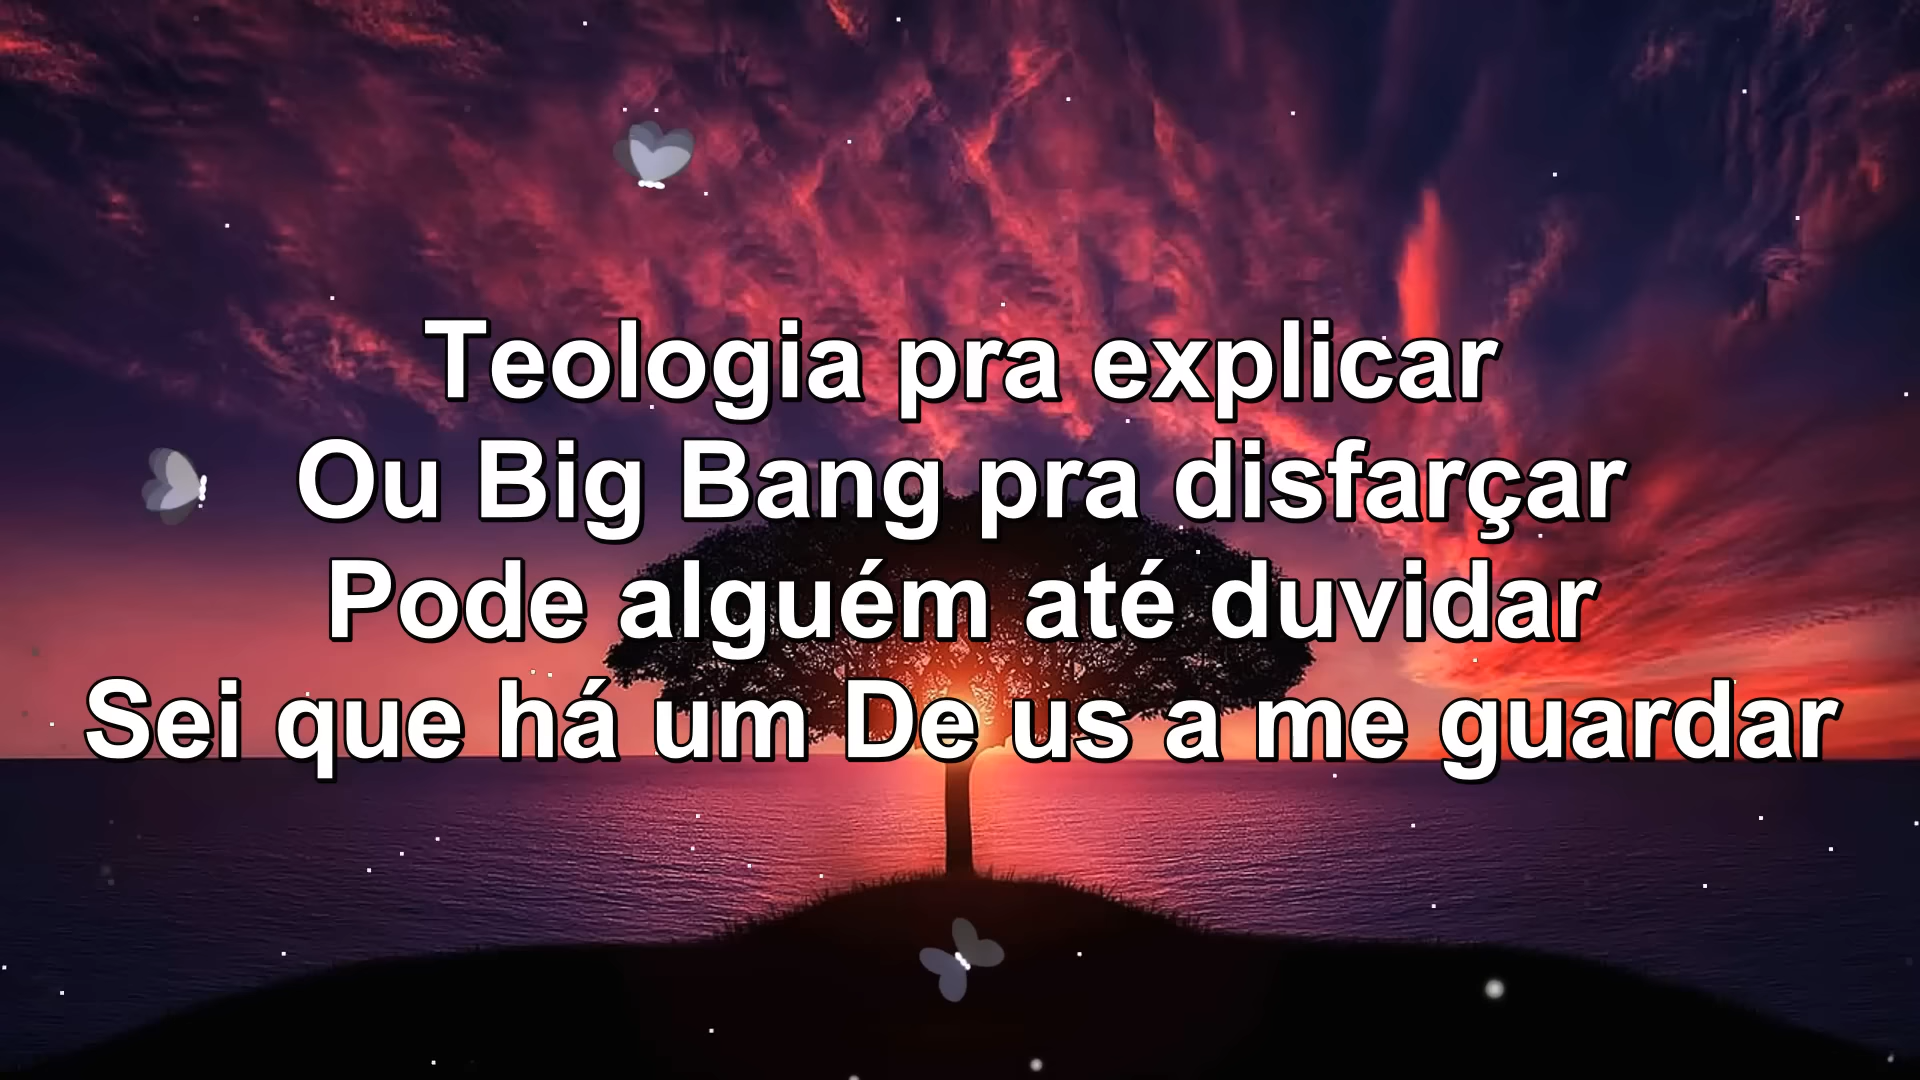 Teologia pra explicar
Ou Big Bang pra disfarçar
Pode alguém até duvidar
Sei que há um De us a me guardar